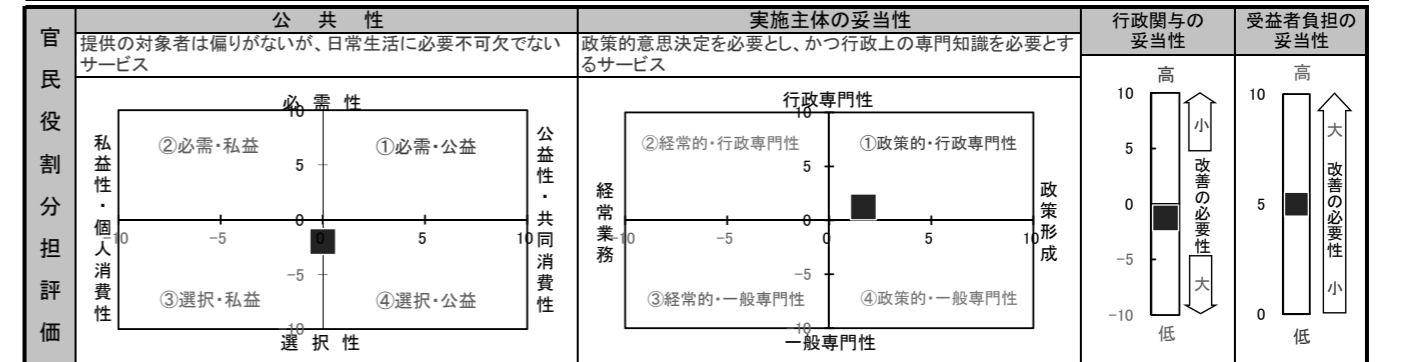 官民役割分担評価
公共性
提供の対象者は偏りがないが、日常生活に必要不可欠でない
サービス
必需性
私益性・個人消費性
公益性・共同消費性
②必需・私益
①必需・公益
③選択・私益
④選択・公益
10
5
0
-10
-5
0
5
10
-5
-10
選択性
実施主体の妥当性
政策的意思決定を必要とし、かつ行政上の専門知識を必要とす
るサービス
行政専門性
経常業務
政策形成
②経常的・行政専門性
①政策的・行政専門性
③経常的・一般専門性
④政策的・一般専門性
10
5
0
-10
-5
0
5
10
-5
-10
一般専門性
行政関与の
妥当性
高
10
5
0
-5
-10
低
小
改善の必要性
大
受益者負担の
妥当性
高
10
5
0
低
大
改善の必要性
小